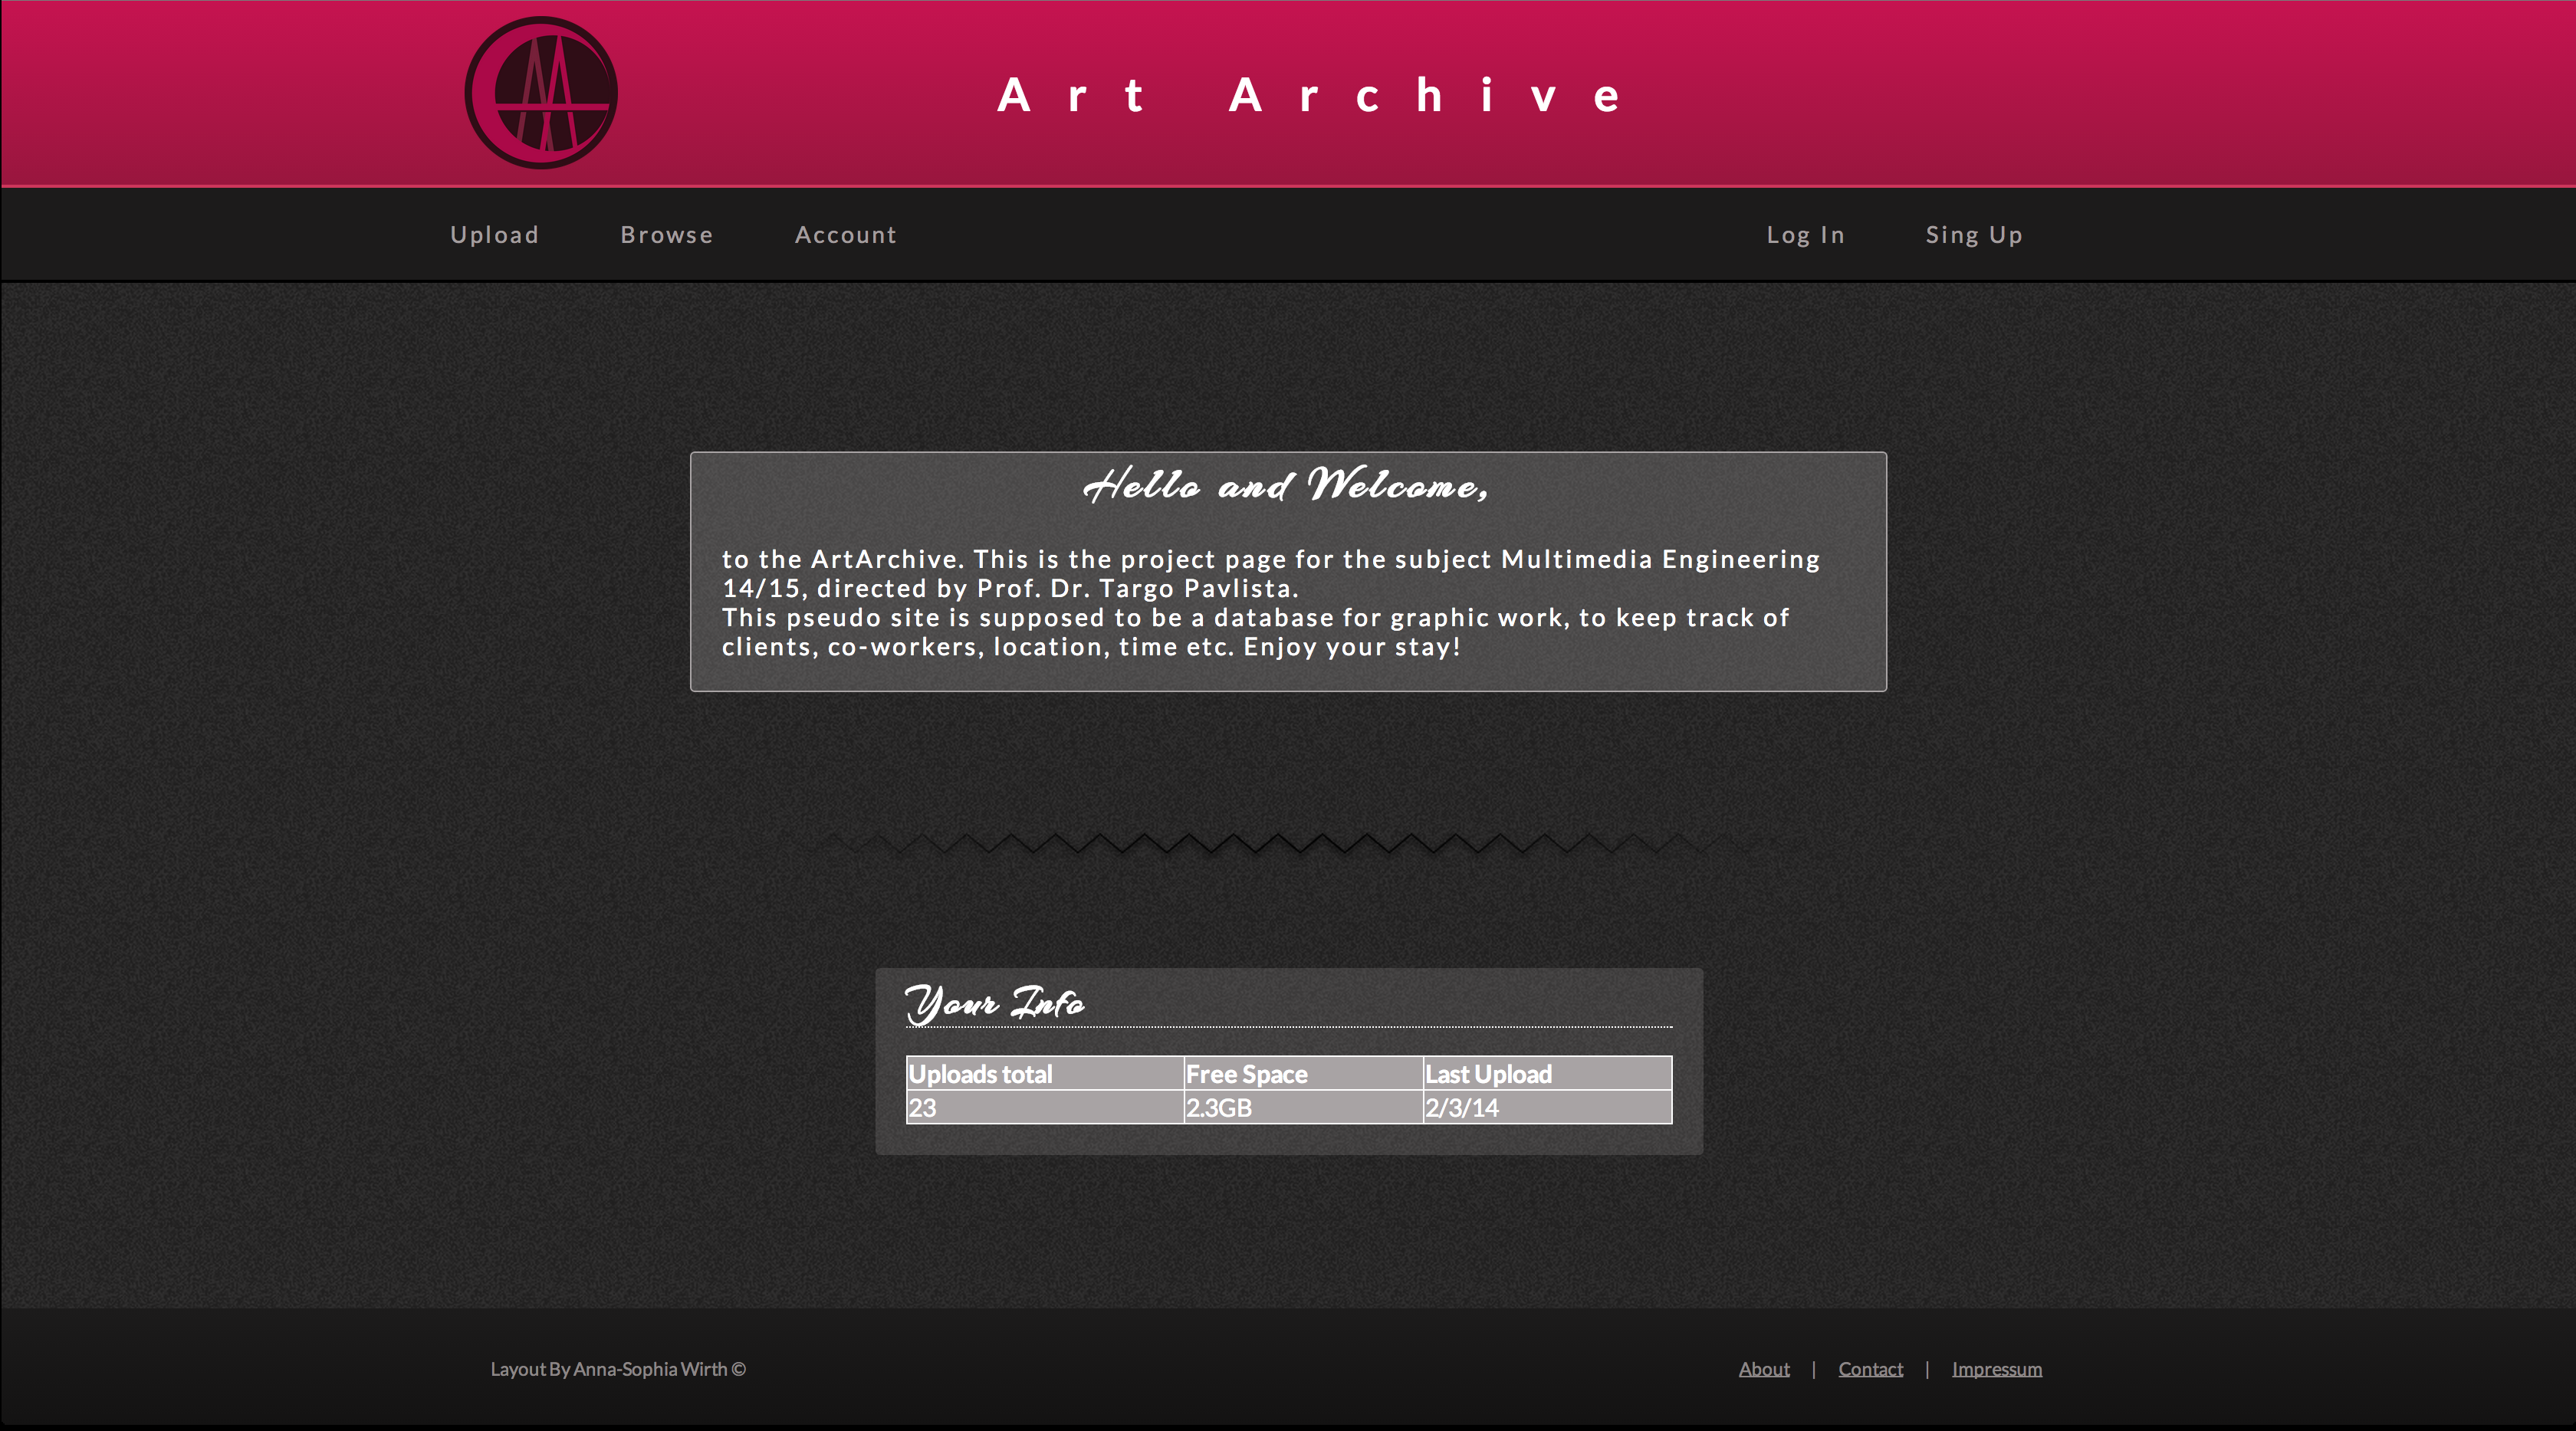 Art Archive
Upload Browse Account Log In Sing Up
Hello and Welcome,
to the ArtArchive. This is the project page for the subject Multimedia Engineering
14/15, directed by Prof. Dr. Targo Pavlista.
This pseudo site is supposed to be a database for graphic work, to keep track of
clients, co-workers, location, time etc. Enjoy your stay!
Your Info
Uploads total Free Space Last Upload
23 2.3GB 2/3/14
Layout By Anna-Sophia Wirth © About | Contact | Impressum